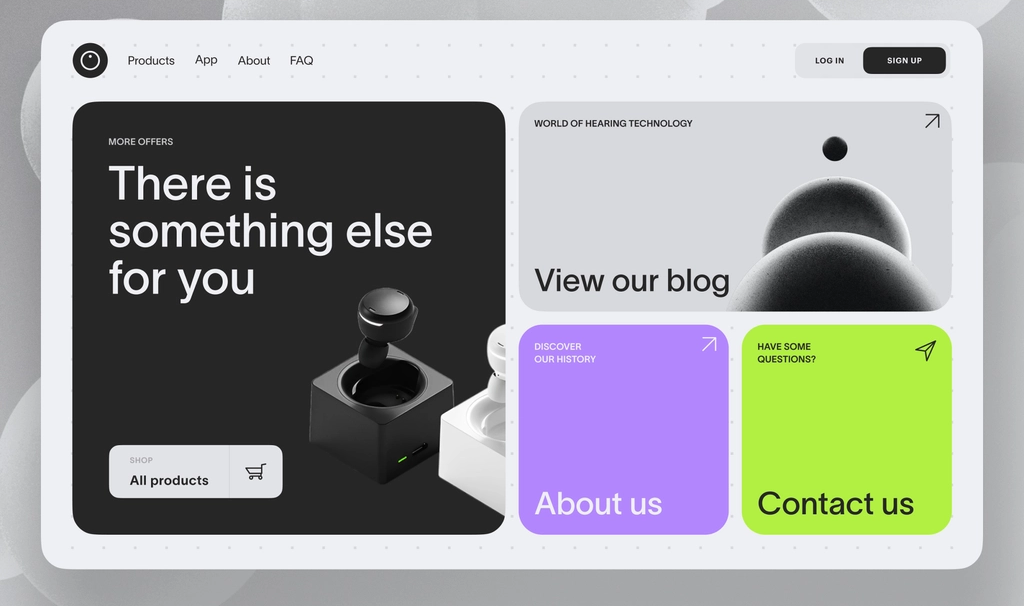 Products
App
About
FAQ
LOG IN
SIGN UP
MORE OFFERS
There is
something else
for you
SHOP
All products
WORLD OF HEARING TECHNOLOGY
View our blog
DISCOVER
OUR HISTORY
About us
HAVE SOME
QUESTIONS?
Contact us